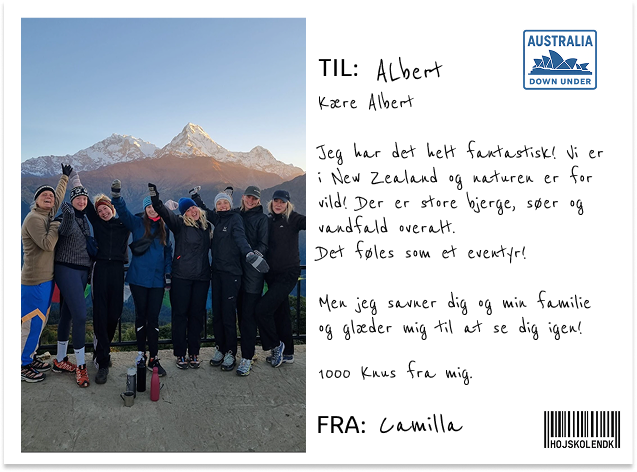 AUSTRALIA
DOWN UNDER
TIL: Albert
Kære Albert
Jeg har det helt fantastisk! Vi er
i New Zealand og naturen er for
vild! Der er store bjerge, søer og
vandfald overalt.
Det føles som et eventyr!
Men jeg savner dig og min familie
og glæder mig til at se dig igen!
1000 Knus fra mig.
FRA: Camilla
HOJSKOLENDK